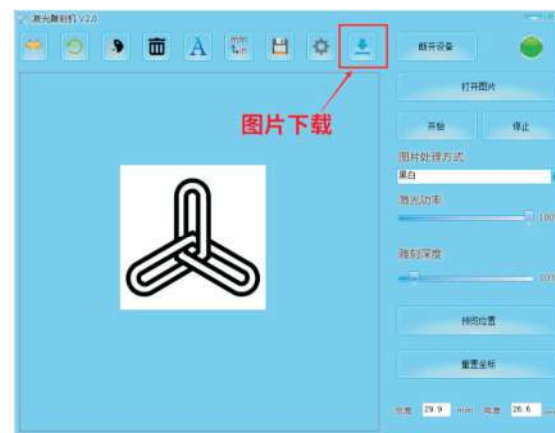 激光雕刻机 V2.0
A
断开设备
打开图片
图片下载
开始 停止
图片处理方式
黑白
激光功率
100
雕刻深度
10%
预览位置
重置坐标
宽度 29.9 mm 高度 26.6